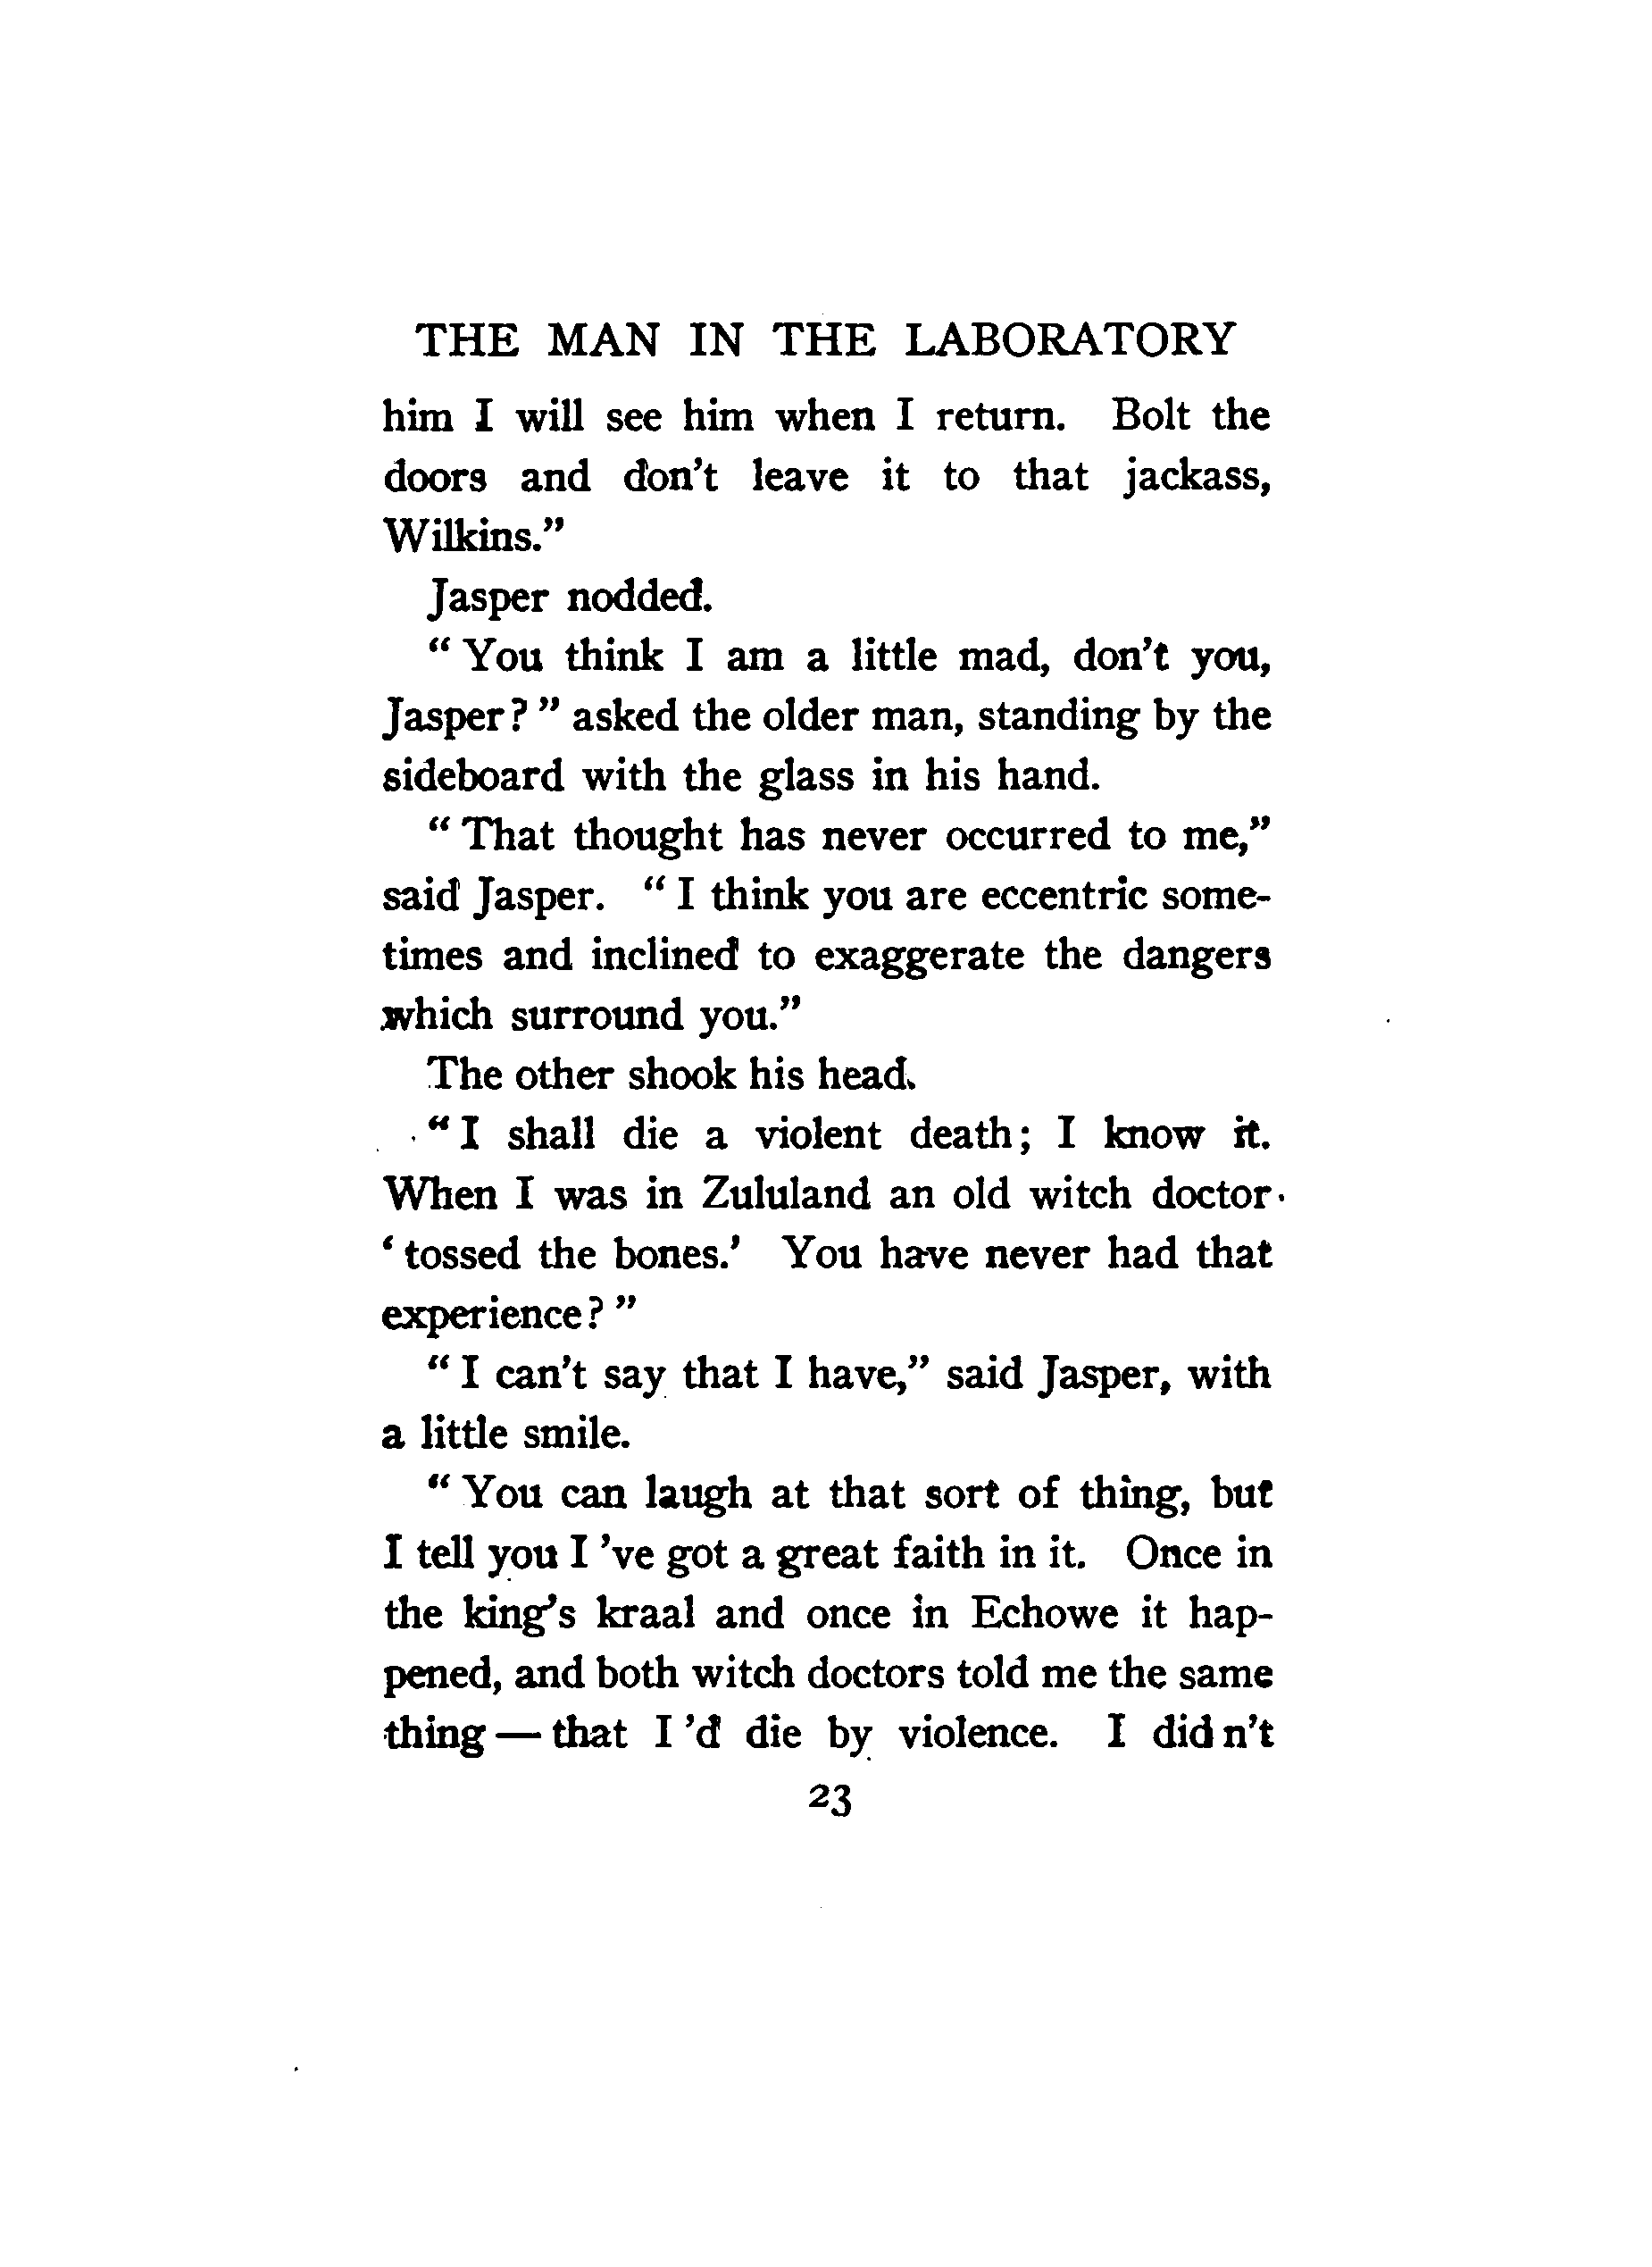 THE MAN IN THE LABORATORY
him I will see him when I return. Bolt the
doors and don't leave it to that jackass,
Wilkins."
Jasper nodded.
" You think I am a little mad, don't you,
Jasper? " asked the older man, standing by the
sideboard with the glass in his hand.
" That thought has never occurred to me,"
said Jasper. " I think you are eccentric some-
times and inclined to exaggerate the dangers
which surround you."
The other shook his head.
" I shall die a violent death; I know it.
When I was in Zululand an old witch doctor
' tossed the bones.' You have never had that
experience? "
" I can't say that I have," said Jasper, with
a little smile.
" You can laugh at that sort of thing, but
I tell you I 've got a great faith in it. Once in
the king's kraal and once in Echowe it hap-
pened, and both witch doctors told me the same
thing — that I 'd die by violence. I did n't
23